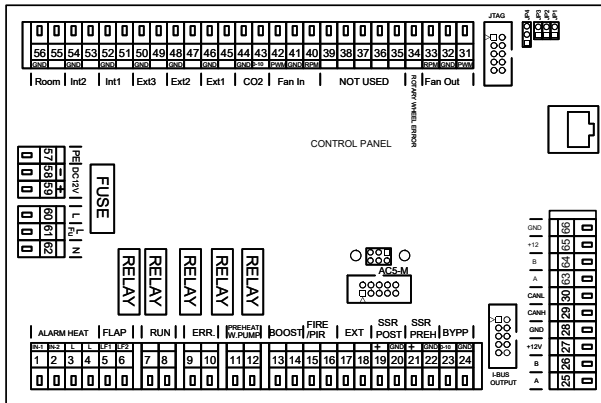 JTAG
JP4
JP3
JP2
JP1
56 55 54 53 52 51 50 49 48 47 46 45 44 43 42 41 40 39 38 37 36 35 34 33 32 31
GND GND GND GND GND GND GND 0-10 PWM GND RPM RPM GND PWM
Room Int2 Int1 Ext3 Ext2 Ext1 CO2 Fan In NOT USED ROTARY WHEEL ERROR Fan Out
CONTROL PANEL
57 PE
58 - DC12V
59 +
FUSE
60 L
61 L Fu
62 N
RELAY RELAY RELAY RELAY RELAY
AC5-M
GND 66
+12 65
B 64
A 63
CANL 30
CANH 29
GND 28
+12V 27
B 26
A 25
I-BUS
OUTPUT
ALARM HEAT FLAP RUN ERR. PREHEAT W.PUMP BOOST FIRE /PIR EXT SSR POST SSR PREH BYPP
IN-1 IN-2 L L LF1 LF2 + GND + GND 0-10 GND
1 2 3 4 5 6 7 8 9 10 11 12 13 14 15 16 17 18 19 20 21 22 23 24